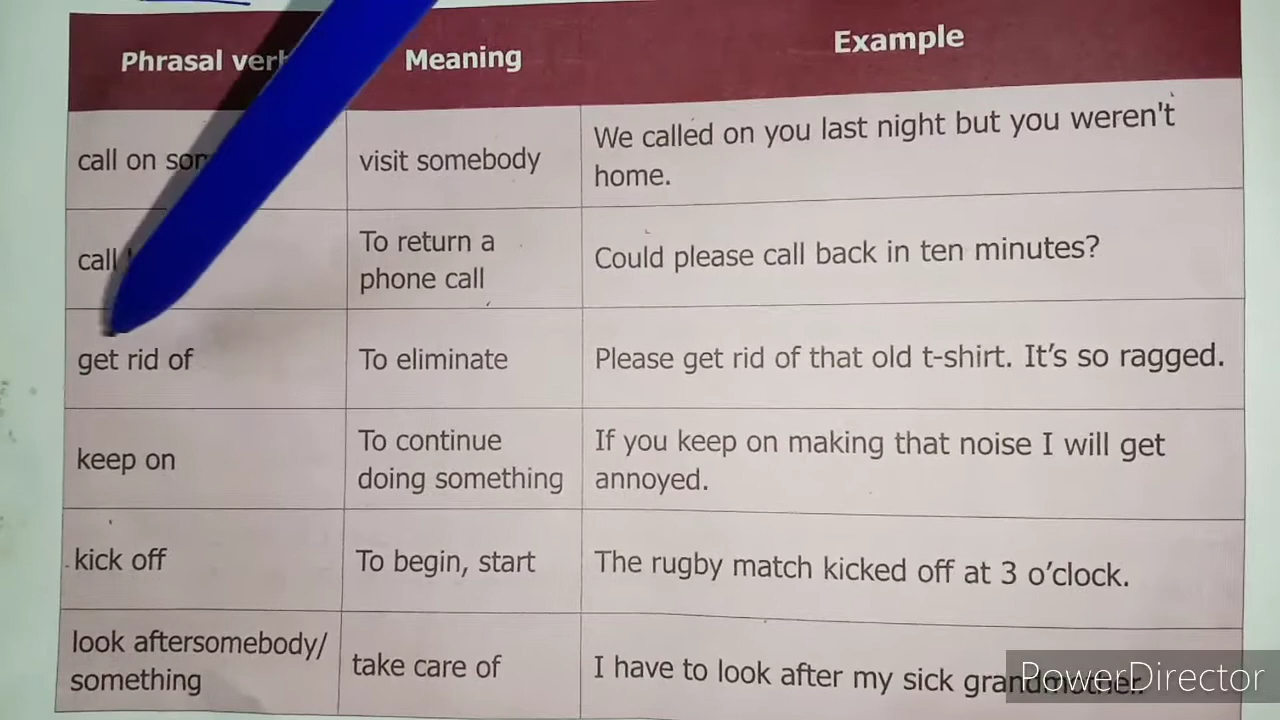 Phrasal Meaning Example
call on visit somebody We called on you last night but you weren't
home.
call To return a
phone call Could please call back in ten minutes?
get rid of To eliminate Please get rid of that old t-shirt. It's so ragged.
keep on To continue
doing something If you keep on making that noise I will get
annoyed.
kick off To begin, start The rugby match kicked off at 3 o'clock.
look aftersomebody/
something take care of I have to look after my sick grandmother.
PowerDirector